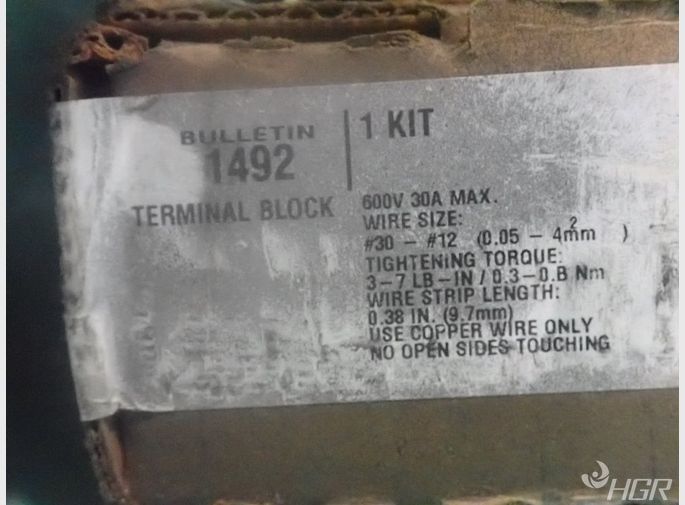 BULLETIN
1492
TERMINAL BLOCK
1 KIT
600V 30A MAX.
WIRE SIZE:
#30 – #12 (0.05 – 4mm² )
TIGHTENING TORQUE:
3–7 LB–IN / 0.3–0.8 Nm
WIRE STRIP LENGTH:
0.38 IN. (9.7mm)
USE COPPER WIRE ONLY
NO OPEN SIDES TOUCHING
HGR